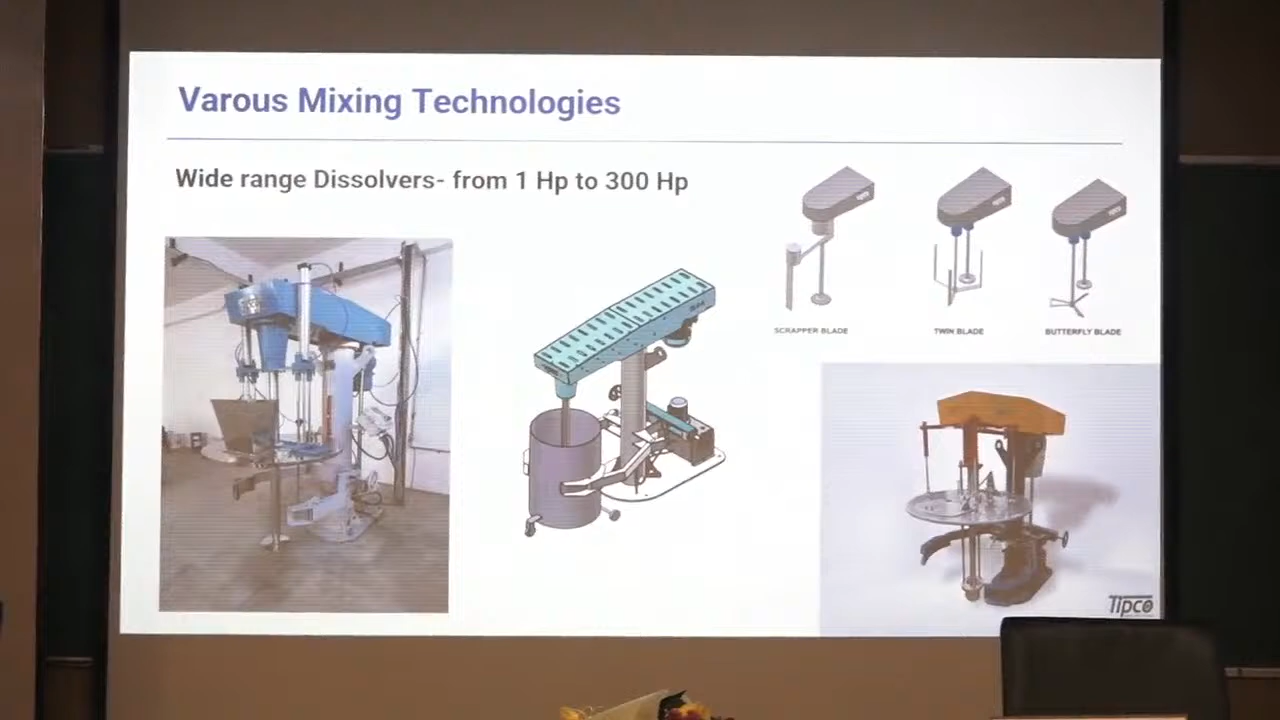 Varous Mixing Technologies
Wide range Dissolvers- from 1 Hp to 300 Hp
SCRAPPER BLADE
TWIN BLADE
BUTTERFLY BLADE
Tipco